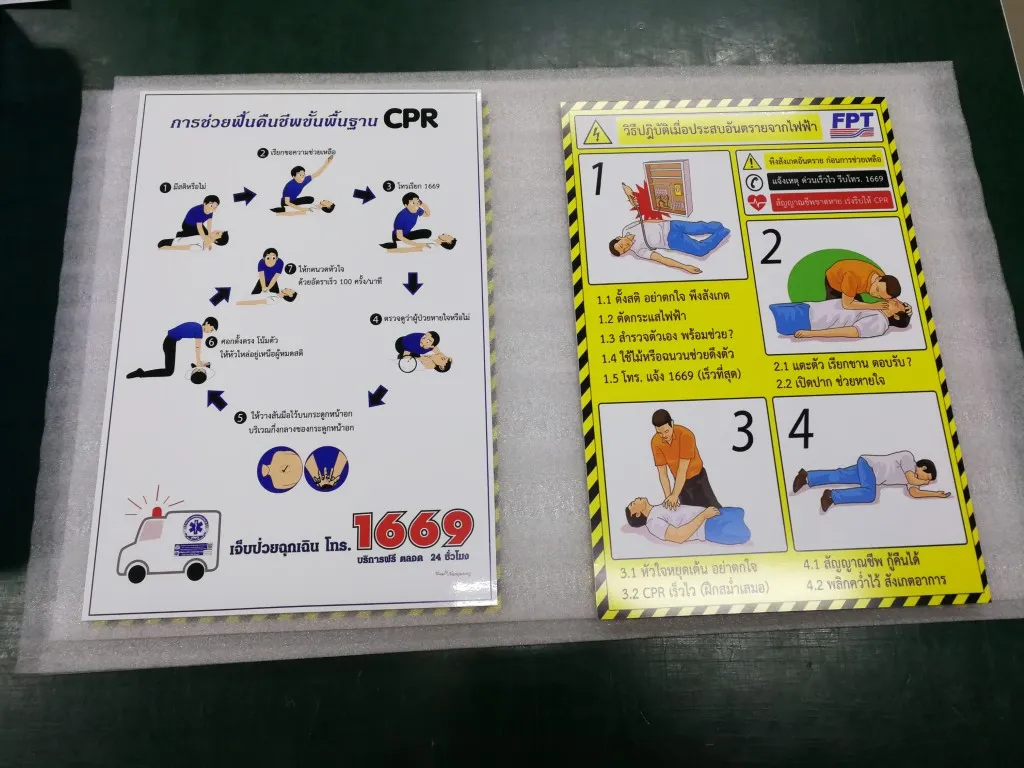 การช่วยฟื้นคืนชีพขั้นพื้นฐาน CPR
1 มีสติหรือไม่
2 เรียกขอความช่วยเหลือ
3 โทรเรียก 1669
4 ตรวจดูว่าผู้ป่วยหายใจหรือไม่
5 ให้วางสันมือไว้บนกระดูกหน้าอก
บริเวณกึ่งกลางของกระดูกหน้าอก
6 ศอกตั้งตรง โน้มตัว
ให้หัวไหล่อยู่เหนือผู้หมดสติ
7 ให้กดนวดหัวใจ
ด้วยอัตราเร็ว 100 ครั้ง/นาที
เจ็บป่วยฉุกเฉิน โทร. 1669
บริการฟรี ตลอด 24 ชั่วโมง
วิธีปฎิบัติเมื่อประสบอันตรายจากไฟฟ้า
FPT
พึงสังเกตอันตราย ก่อนการช่วยเหลือ
แจ้งเหตุ ด่วนเร็วไว รีบโทร. 1669
สัญญาณชีพขาดหาย เร่งรีบให้ CPR
1
1.1 ตั้งสติ อย่าตกใจ พึงสังเกต
1.2 ตัดกระแสไฟฟ้า
1.3 สำรวจตัวเอง พร้อมช่วย?
1.4 ใช้ไม้หรือฉนวนช่วยดึงตัว
1.5 โทร. แจ้ง 1669 (เร็วที่สุด)
2
2.1 แตะตัว เรียกขาน ตอบรับ?
2.2 เปิดปาก ช่วยหายใจ
3
3.1 หัวใจหยุดเต้น อย่าตกใจ
3.2 CPR เร็วไว (ฝึกสม่ำเสมอ)
4
4.1 สัญญาณชีพ กู้คืนได้
4.2 พลิกคว่ำไว้ สังเกตอาการ